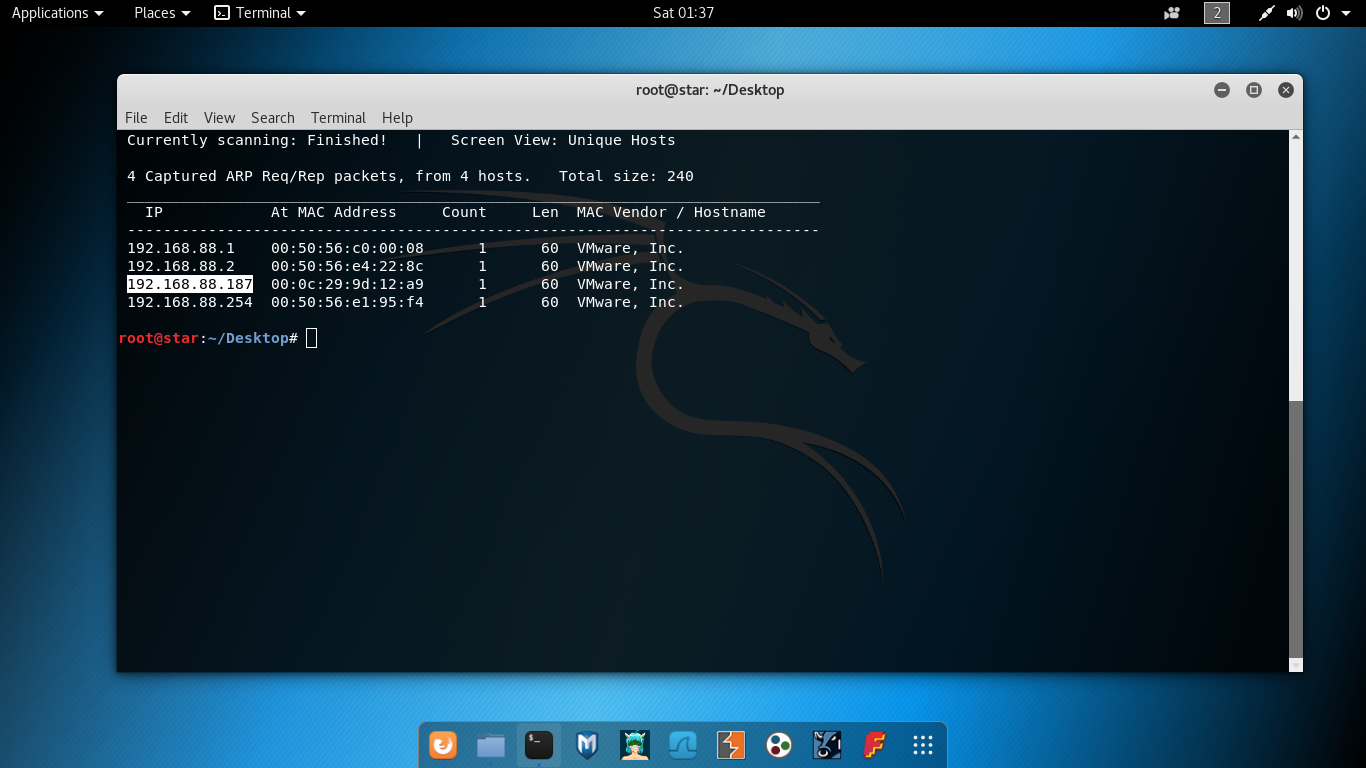 Applications Places Terminal Sat 01:37 2
root@star: ~/Desktop
File Edit View Search Terminal Help
Currently scanning: Finished!   |   Screen View: Unique Hosts
4 Captured ARP Req/Rep packets, from 4 hosts.   Total size: 240
_____________________________________________________________________________
  IP            At MAC Address     Count     Len  MAC Vendor / Hostname
-----------------------------------------------------------------------------
192.168.88.1    00:50:56:c0:00:08      1      60  VMware, Inc.
192.168.88.2    00:50:56:e4:22:8c      1      60  VMware, Inc.
192.168.88.187  00:0c:29:9d:12:a9      1      60  VMware, Inc.
192.168.88.254  00:50:56:e1:95:f4      1      60  VMware, Inc.
root@star:~/Desktop#
$_